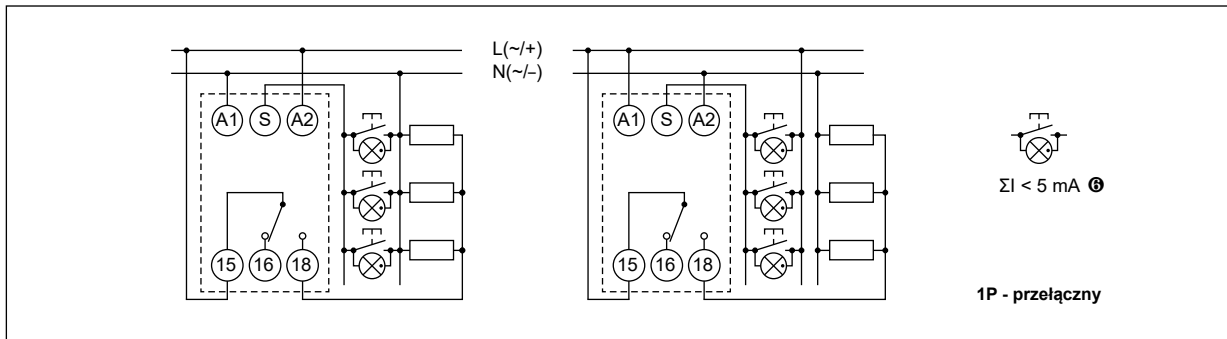 L(~/+)
N(~/–)
A1 S A2
A1 S A2
ΣI < 5 mA ❻
15 16 18
15 16 18
1P - przełączny